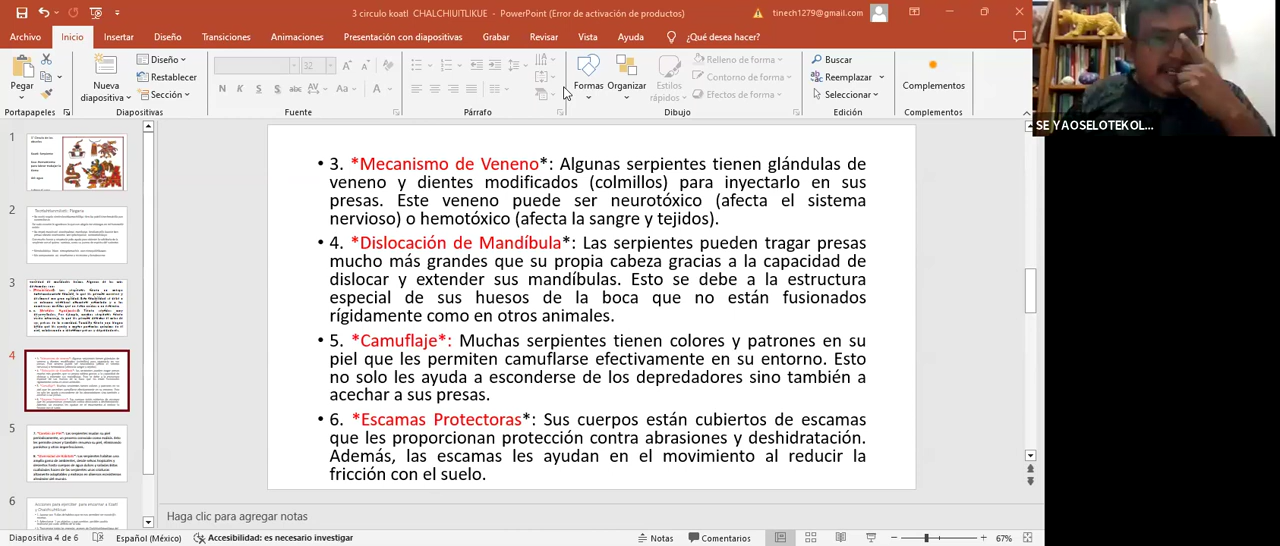 3 circulo koatl CHALCHIUITLIKUE - PowerPoint (Error de activación de productos)
tinech1279@gmail.com
Archivo Inicio Insertar Diseño Transiciones Animaciones Presentación con diapositivas Grabar Revisar Vista Ayuda ¿Qué desea hacer?
Pegar
Nueva diapositiva
Diseño
Restablecer
Sección
32
N K S S abc AV Aa A
Formas
Organizar
Estilos rápidos
Relleno de forma
Contorno de forma
Efectos de forma
Buscar
Reemplazar
Seleccionar
Complementos
Portapapeles Diapositivas Fuente Párrafo Dibujo Edición Complementos
SE YAOSELOTEKOL...
1
2
3
4
5
6
• 3. *Mecanismo de Veneno*: Algunas serpientes tienen glándulas de
veneno y dientes modificados (colmillos) para inyectarlo en sus
presas. Este veneno puede ser neurotóxico (afecta el sistema
nervioso) o hemotóxico (afecta la sangre y tejidos).
• 4. *Dislocación de Mandíbula*: Las serpientes pueden tragar presas
mucho más grandes que su propia cabeza gracias a la capacidad de
dislocar y extender sus mandíbulas. Esto se debe a la estructura
especial de sus huesos de la boca que no están fusionados
rígidamente como en otros animales.
• 5. *Camuflaje*: Muchas serpientes tienen colores y patrones en su
piel que les permiten camuflarse efectivamente en su entorno. Esto
no solo les ayuda a esconderse de los depredadores sino también a
acechar a sus presas.
• 6. *Escamas Protectoras*: Sus cuerpos están cubiertos de escamas
que les proporcionan protección contra abrasiones y deshidratación.
Además, las escamas les ayudan en el movimiento al reducir la
fricción con el suelo.
Haga clic para agregar notas
Diapositiva 4 de 6 Español (México) Accesibilidad: es necesario investigar Notas Comentarios 67%